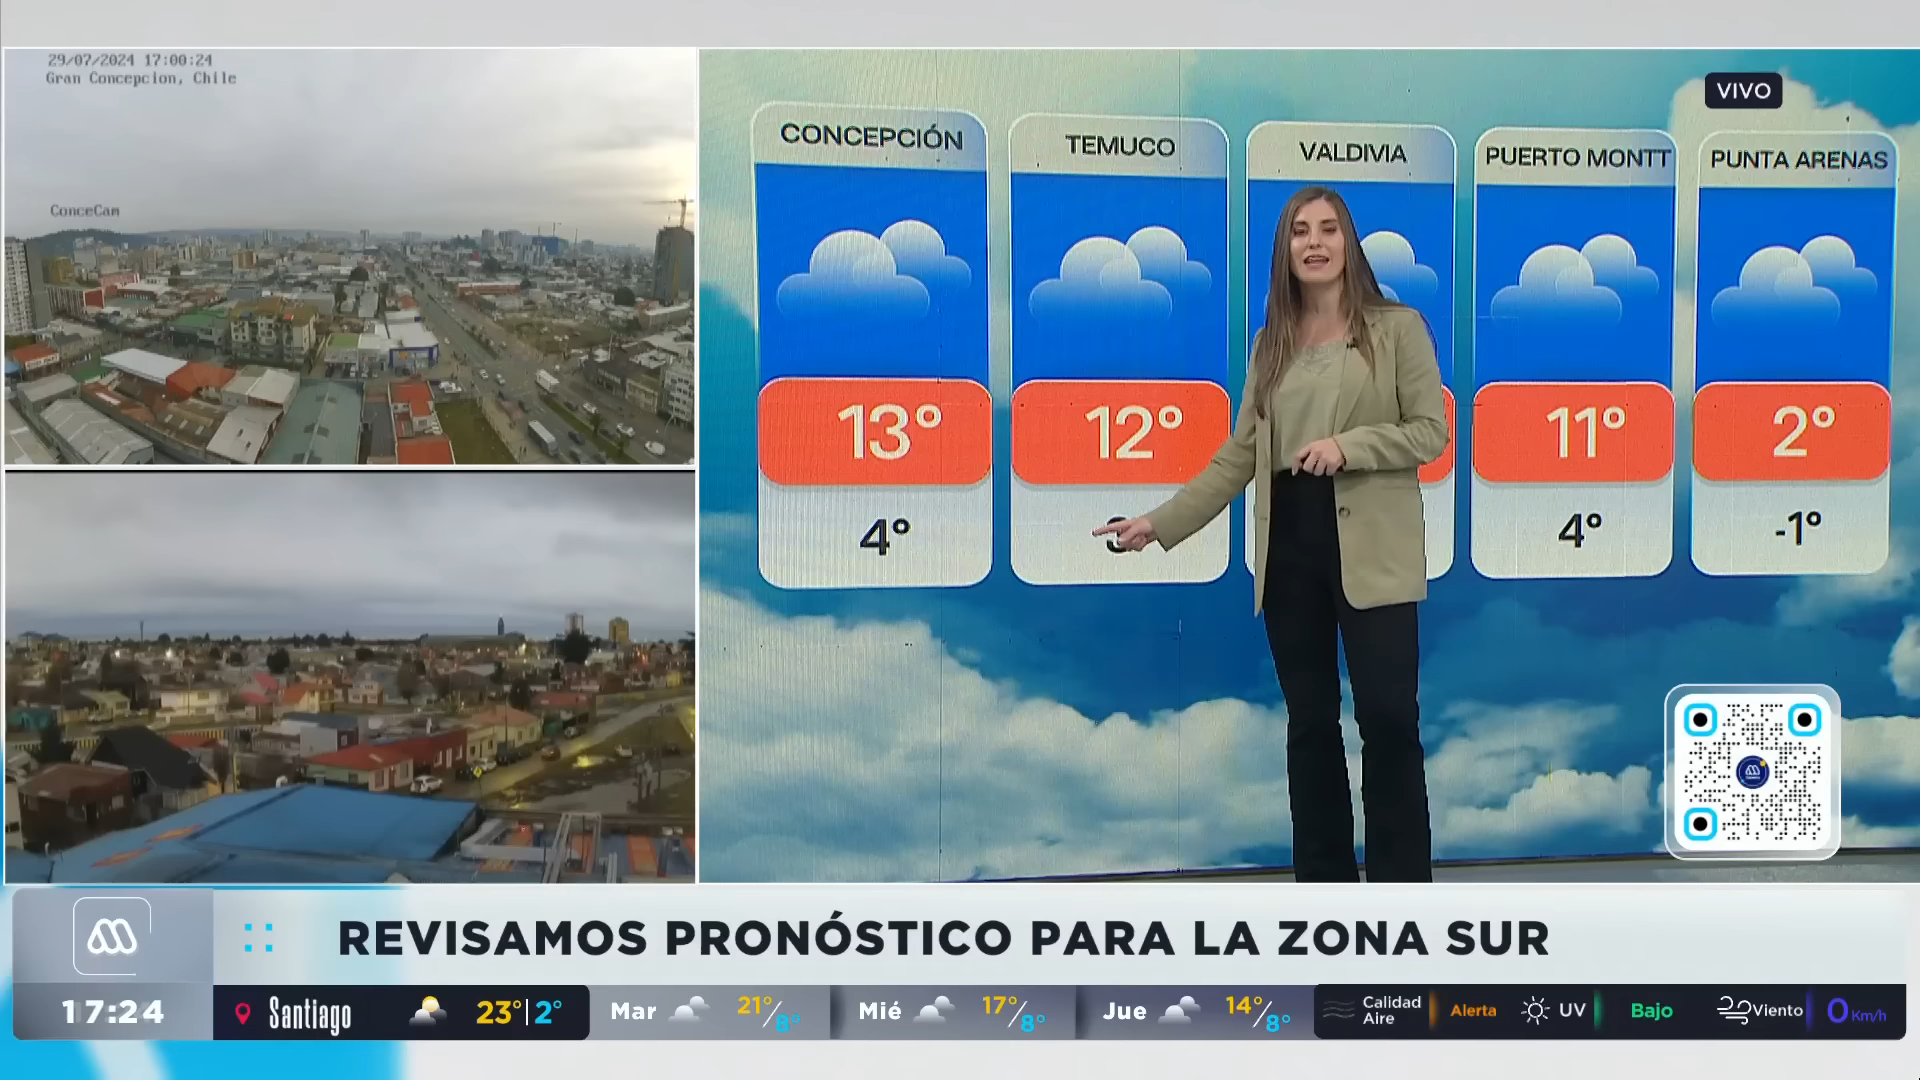 29/07/2024 17:00:24
Gran Concepcion, Chile
ConceCam
VIVO
CONCEPCIÓN
TEMUCO
VALDIVIA
PUERTO MONTT
PUNTA ARENAS
13°
12°
11°
2°
4°
4°
-1°
REVISAMOS PRONÓSTICO PARA LA ZONA SUR
17:24
Santiago
23° 2°
Mar 21°/8°
Mié 17°/8°
Jue 14°/8°
Calidad
Aire
Alerta
UV
Bajo
Viento
0 Km/h